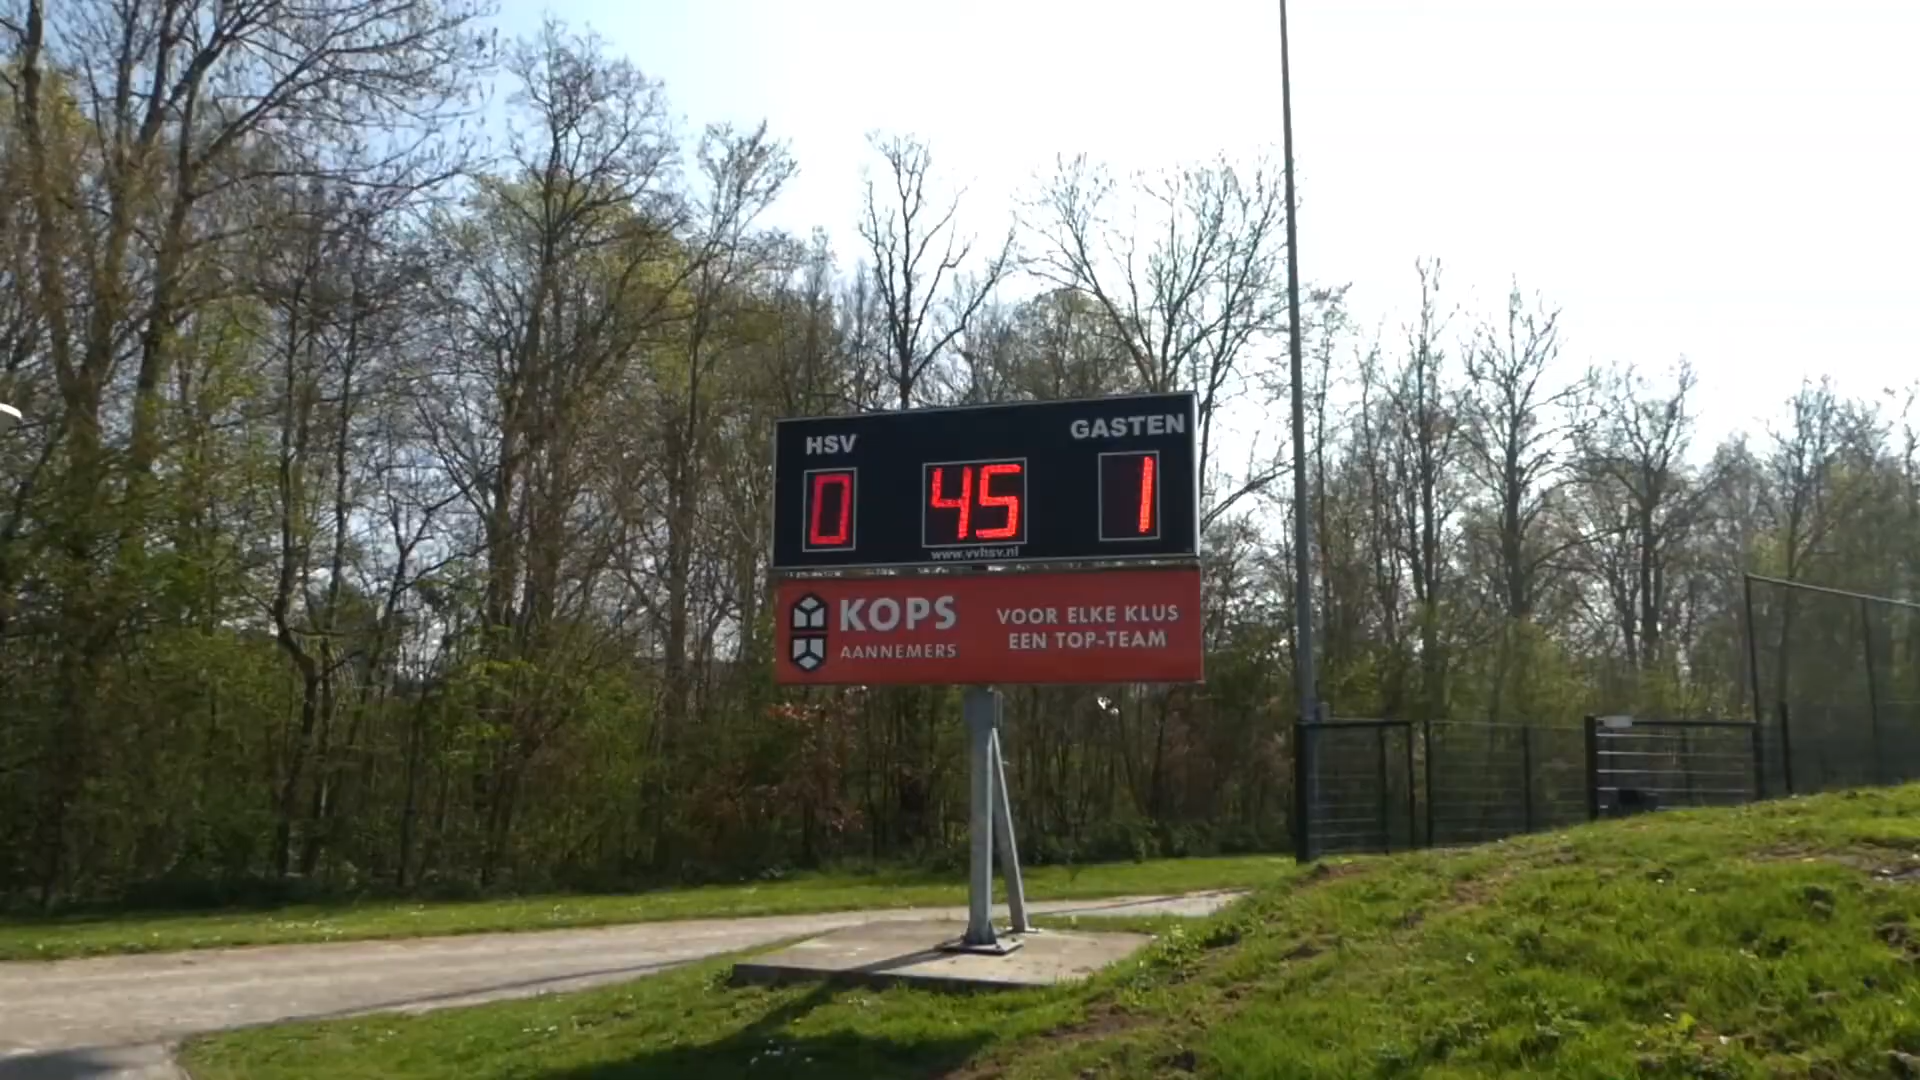 HSV GASTEN
0 45 1
www.vvhsv.nl
KOPS
AANNEMERS
VOOR ELKE KLUS
EEN TOP-TEAM